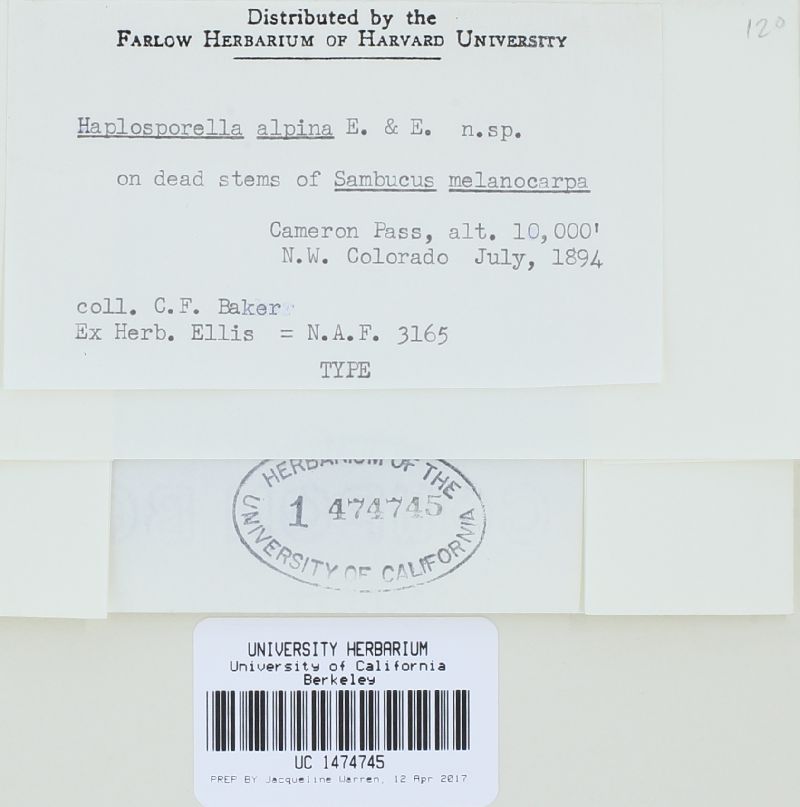 Distributed by the
FARLOW HERBARIUM OF HARVARD UNIVERSITY
120
Haplosporella alpina E. & E. n.sp.
on dead stems of Sambucus melanocarpa
Cameron Pass, alt. 10,000'
N.W. Colorado July, 1894
coll. C.F. Baker
Ex Herb. Ellis = N.A.F. 3165
TYPE
HERBARIUM OF THE
1 474745
UNIVERSITY OF CALIFORNIA
UNIVERSITY HERBARIUM
University of California
Berkeley
UC 1474745
PREP BY Jacqueline Warren, 12 Apr 2017